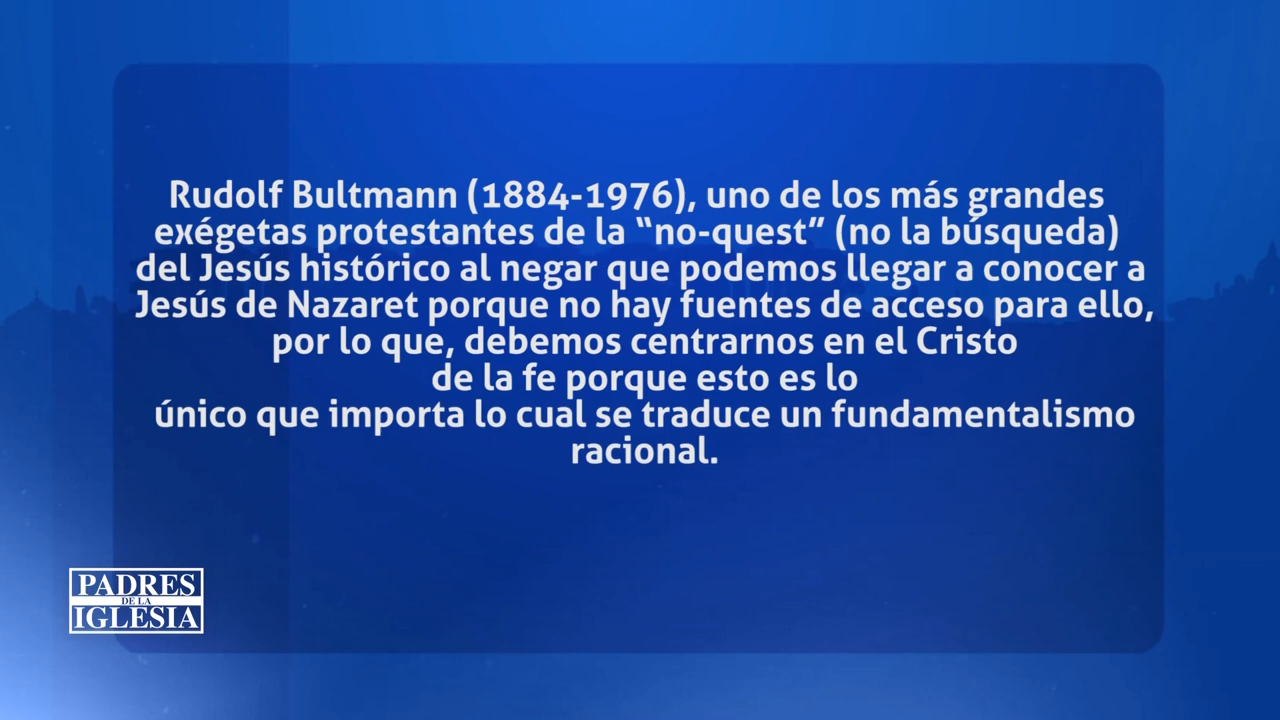 Rudolf Bultmann (1884-1976), uno de los más grandes
exégetas protestantes de la “no-quest” (no la búsqueda)
del Jesús histórico al negar que podemos llegar a conocer a
Jesús de Nazaret porque no hay fuentes de acceso para ello,
por lo que, debemos centrarnos en el Cristo
de la fe porque esto es lo
único que importa lo cual se traduce un fundamentalismo
racional.
PADRES
DE LA
IGLESIA